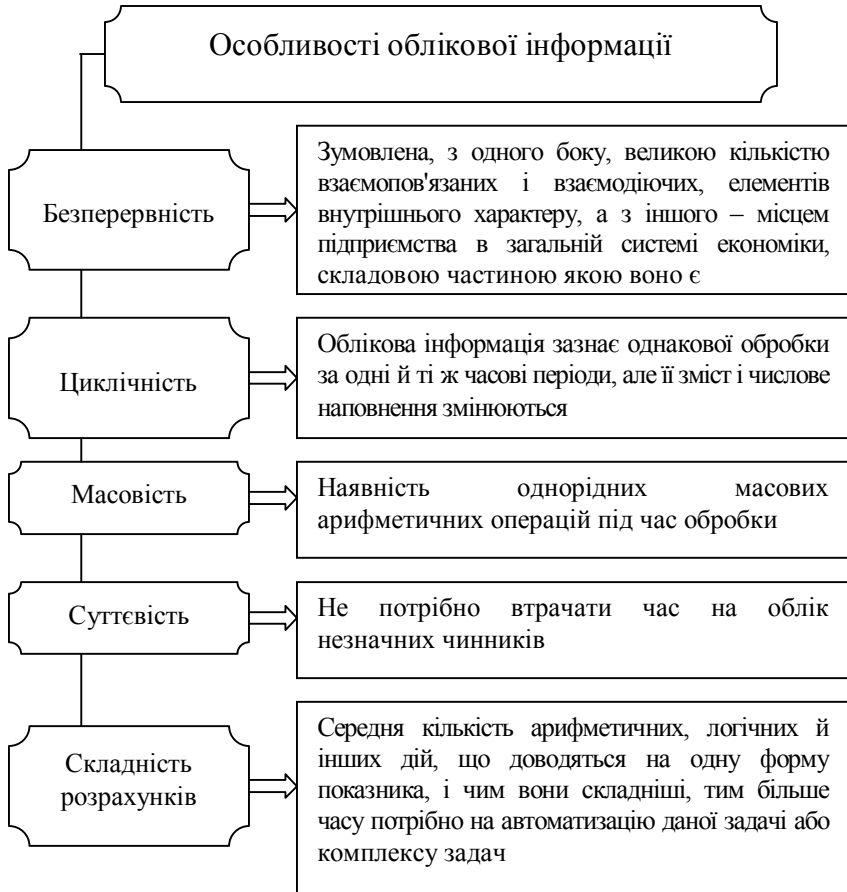 Особливості облікової інформації
Безперервність
Зумовлена, з одного боку, великою кількістю
взаємопов'язаних і взаємодіючих, елементів
внутрішнього характеру, а з іншого – місцем
підприємства в загальній системі економіки,
складовою частиною якою воно є
Циклічність
Облікова інформація зазнає однакової обробки
за одні й ті ж часові періоди, але її зміст і числове
наповнення змінюються
Масовість
Наявність однорідних масових
арифметичних операцій під час обробки
Суттєвість
Не потрібно втрачати час на облік
незначних чинників
Складність
розрахунків
Середня кількість арифметичних, логічних й
інших дій, що доводяться на одну форму
показника, і чим вони складніші, тим більше
часу потрібно на автоматизацію даної задачі або
комплексу задач